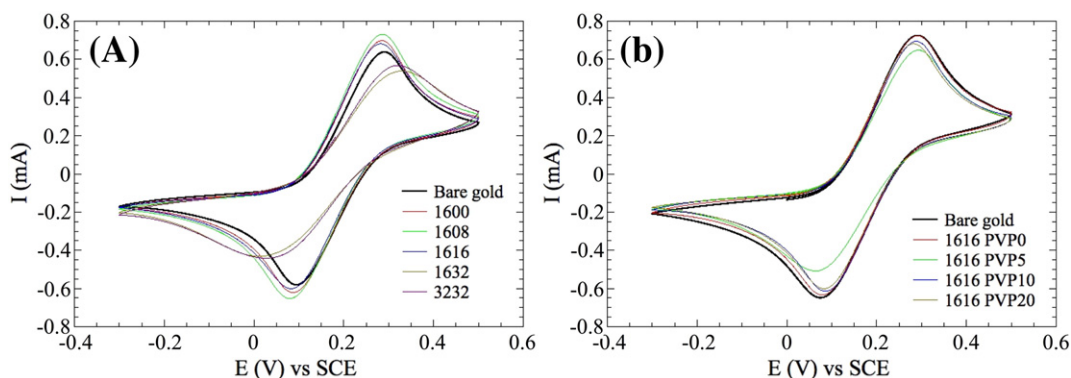 (A)
0.8
0.6
0.4
0.2
0
-0.2
-0.4
-0.6
-0.8
I (mA)
Bare gold
1600
1608
1616
1632
3232
-0.4 -0.2 0 0.2 0.4 0.6
E (V) vs SCE
(b)
0.8
0.6
0.4
0.2
0
-0.2
-0.4
-0.6
-0.8
I (mA)
Bare gold
1616 PVP0
1616 PVP5
1616 PVP10
1616 PVP20
-0.4 -0.2 0 0.2 0.4 0.6
E (V) vs SCE